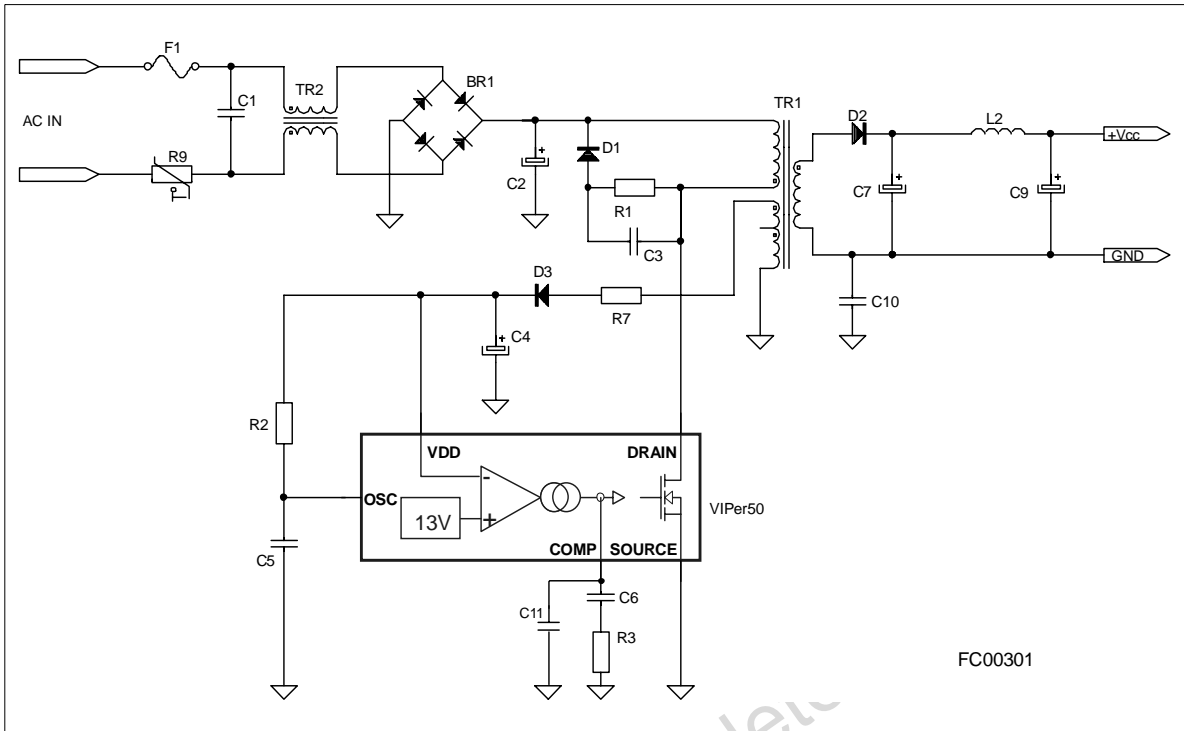 F1
AC IN
C1
TR2
BR1
R9
T°
C2
D1
R1
C3
TR1
D2
L2
+Vcc
C7
C9
GND
C10
D3
R7
C4
R2
VDD
DRAIN
OSC
-
13V
+
VIPer50
COMP
SOURCE
C5
C11
C6
R3
FC00301